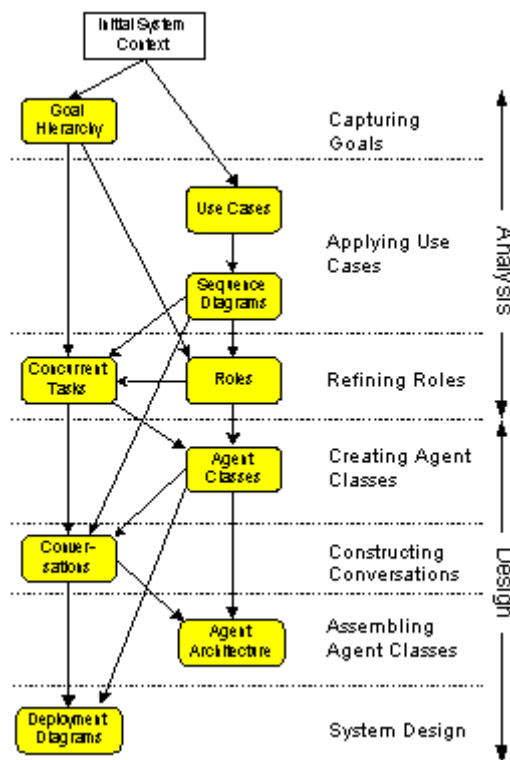 Initial System
Context
Goal
Hierarchy
Capturing
Goals
Use Cases
Applying Use
Cases
Sequence
Diagrams
Analysis
Concurrent
Tasks
Roles
Refining Roles
Agent
Classes
Creating Agent
Classes
Conver-
sations
Constructing
Conversations
Design
Agent
Architecture
Assembling
Agent Classes
Deployment
Diagrams
System Design